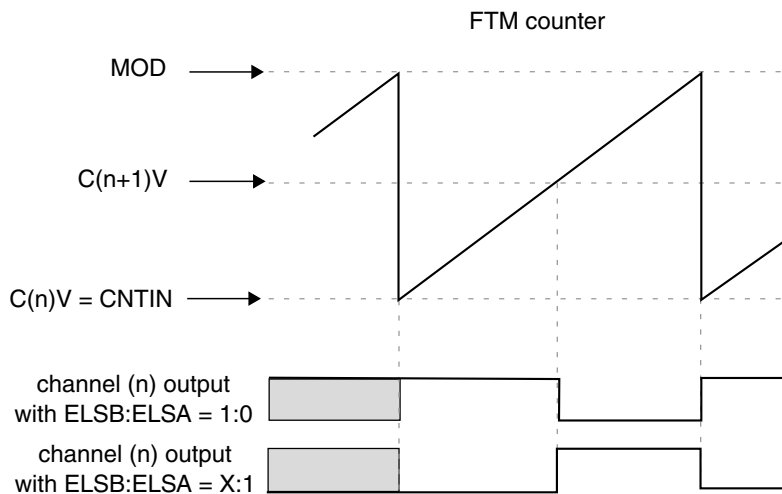 FTM counter
MOD
C(n+1)V
C(n)V = CNTIN
channel (n) output
with ELSB:ELSA = 1:0
channel (n) output
with ELSB:ELSA = X:1